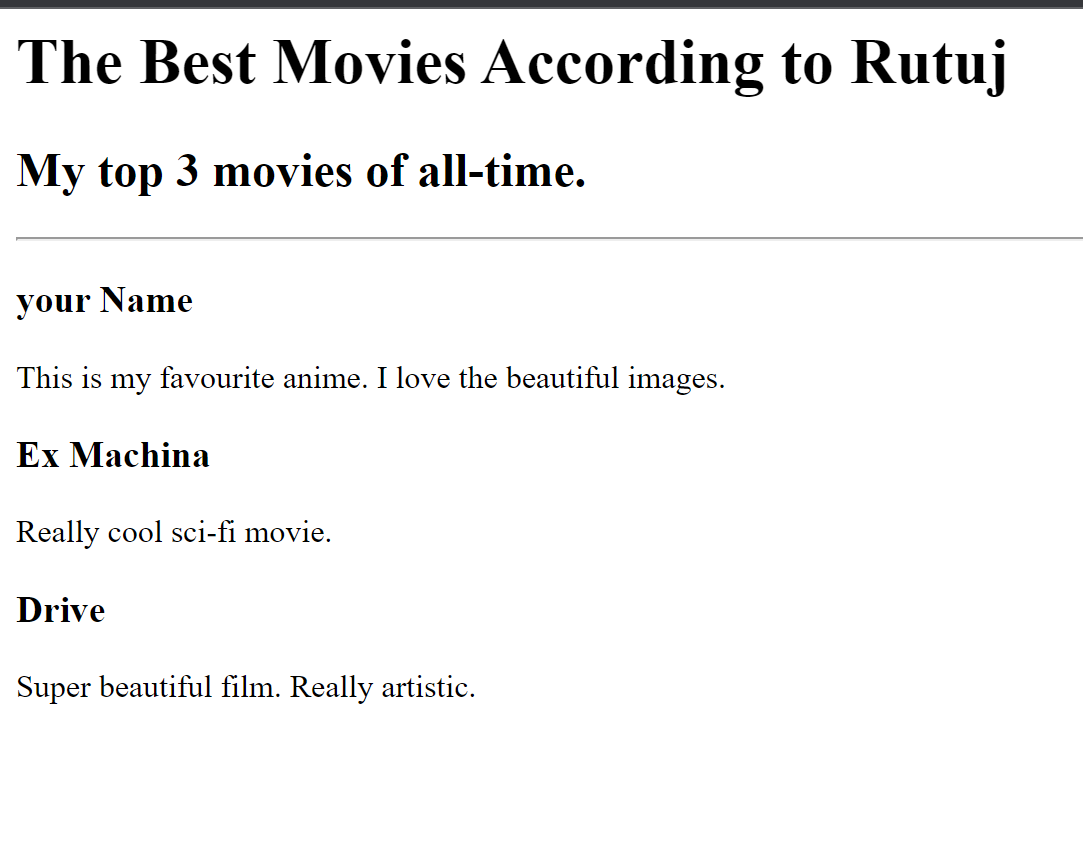 The Best Movies According to Rutuj
My top 3 movies of all-time.
your Name
This is my favourite anime. I love the beautiful images.
Ex Machina
Really cool sci-fi movie.
Drive
Super beautiful film. Really artistic.